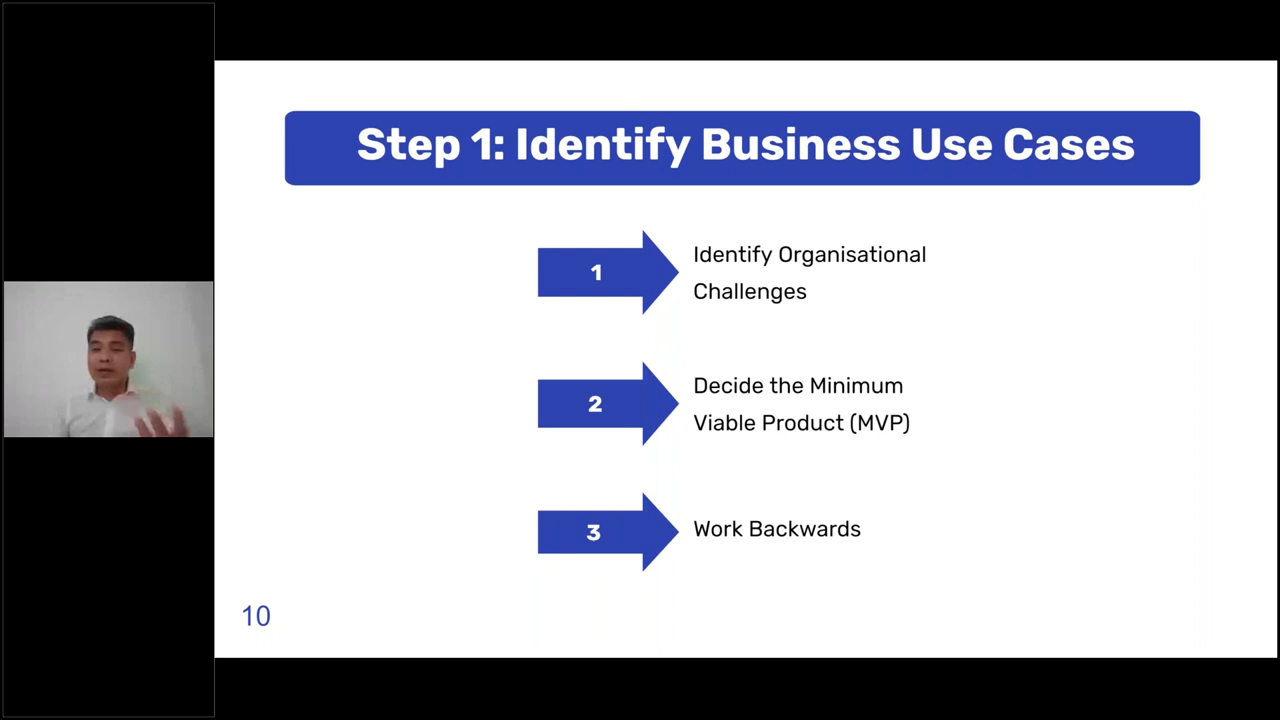 Step 1: Identify Business Use Cases
1
Identify Organisational
Challenges
2
Decide the Minimum
Viable Product (MVP)
3
Work Backwards
10